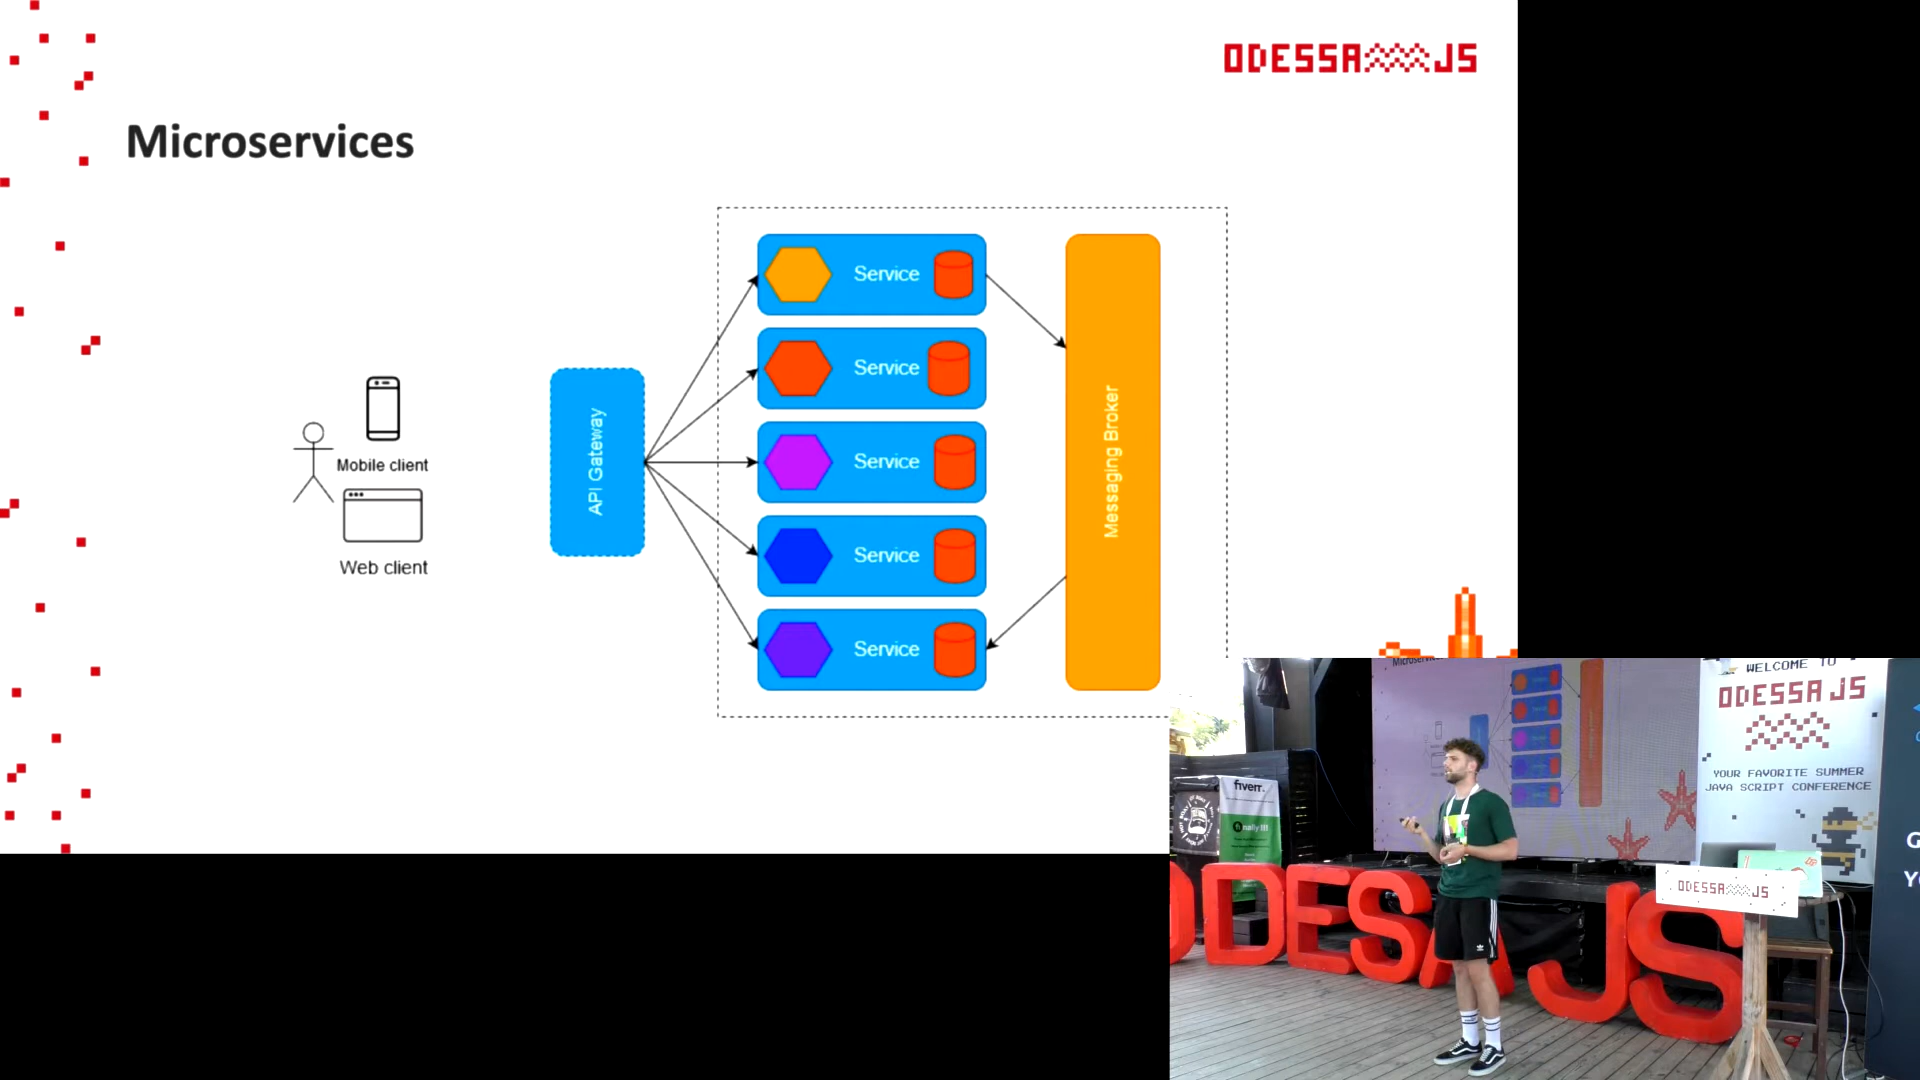 ODESSA JS
Microservices
Service
Service
Service
Service
Service
API Gateway
Messaging Broker
Mobile client
Web client
WELCOME TO
ODESSA JS
YOUR FAVORITE SUMMER
JAVA SCRIPT CONFERENCE
fiverr.
ODESSA JS
ODESSA JS